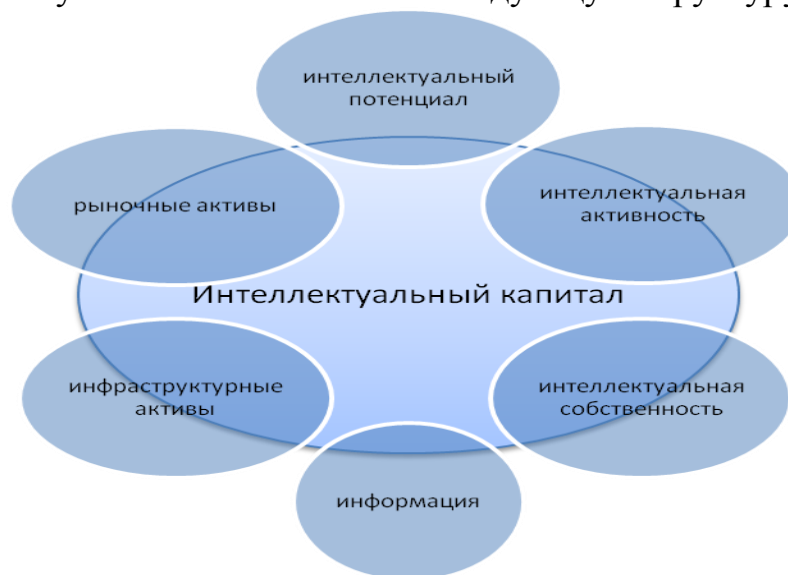 интеллектуальный
потенциал
рыночные активы
интеллектуальная
активность
Интеллектуальный капитал
инфраструктурные
активы
интеллектуальная
собственность
информация